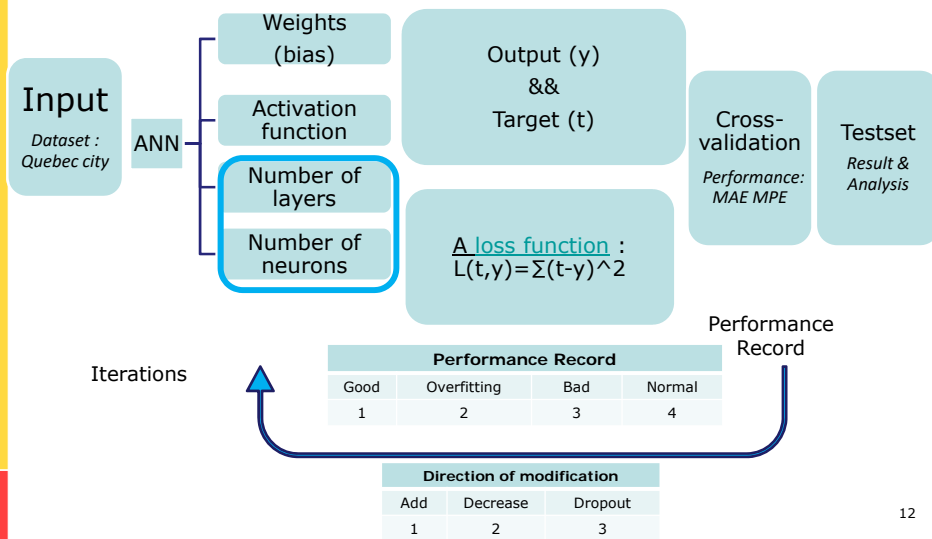 Input
Dataset :
Quebec city
ANN
Weights
(bias)
Activation
function
Number of
layers
Number of
neurons
Output (y)
&&
Target (t)
A loss function :
L(t,y)=Σ(t-y)^2
Cross-
validation
Performance:
MAE MPE
Testset
Result &
Analysis
Performance
Record
Iterations
Performance Record
Good Overfitting Bad Normal
1 2 3 4
Direction of modification
Add Decrease Dropout
1 2 3
12